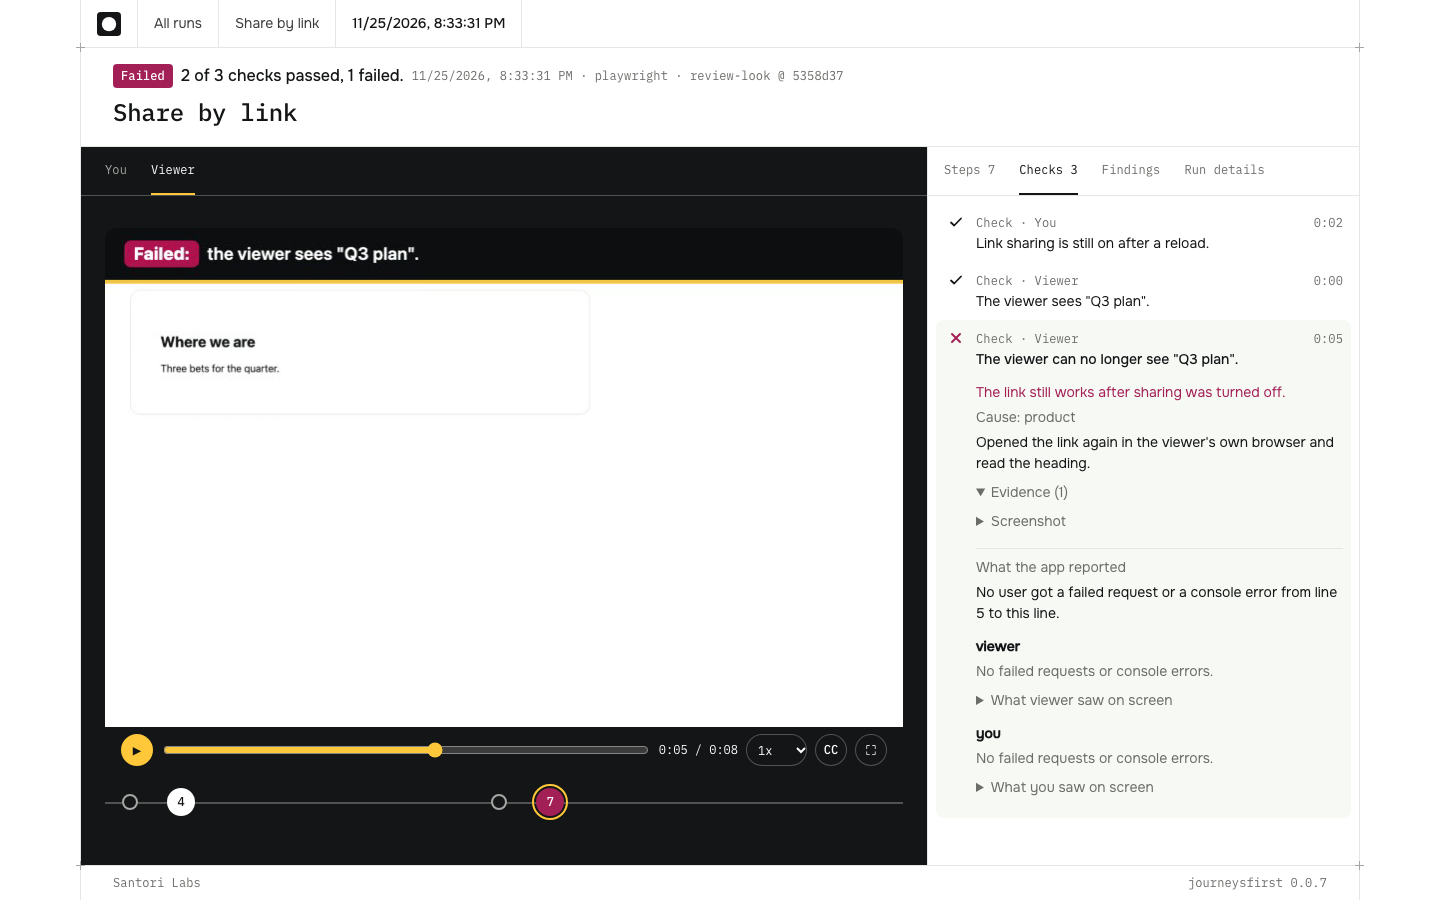 All runs
Share by link
11/25/2026, 8:33:31 PM
Failed 2 of 3 checks passed, 1 failed. 11/25/2026, 8:33:31 PM · playwright · review-look @ 5358d37
Share by link
You
Viewer
Failed: the viewer sees "Q3 plan".
Where we are
Three bets for the quarter.
0:05 / 0:08
1x
CC
4
7
Steps 7
Checks 3
Findings
Run details
Check · You 0:02
Link sharing is still on after a reload.
Check · Viewer 0:00
The viewer sees "Q3 plan".
Check · Viewer 0:05
The viewer can no longer see "Q3 plan".
The link still works after sharing was turned off.
Cause: product
Opened the link again in the viewer's own browser and
read the heading.
Evidence (1)
Screenshot
What the app reported
No user got a failed request or a console error from line
5 to this line.
viewer
No failed requests or console errors.
What viewer saw on screen
you
No failed requests or console errors.
What you saw on screen
Santori Labs
journeysfirst 0.0.7